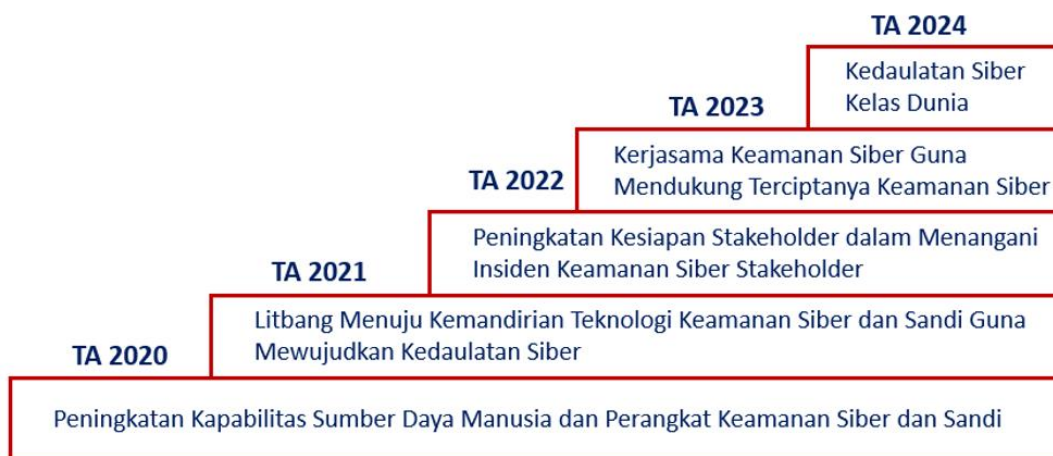 TA 2024
Kedaulatan Siber
Kelas Dunia
TA 2023
Kerjasama Keamanan Siber Guna
Mendukung Terciptanya Keamanan Siber
TA 2022
Peningkatan Kesiapan Stakeholder dalam Menangani
Insiden Keamanan Siber Stakeholder
TA 2021
Litbang Menuju Kemandirian Teknologi Keamanan Siber dan Sandi Guna
Mewujudkan Kedaulatan Siber
TA 2020
Peningkatan Kapabilitas Sumber Daya Manusia dan Perangkat Keamanan Siber dan Sandi